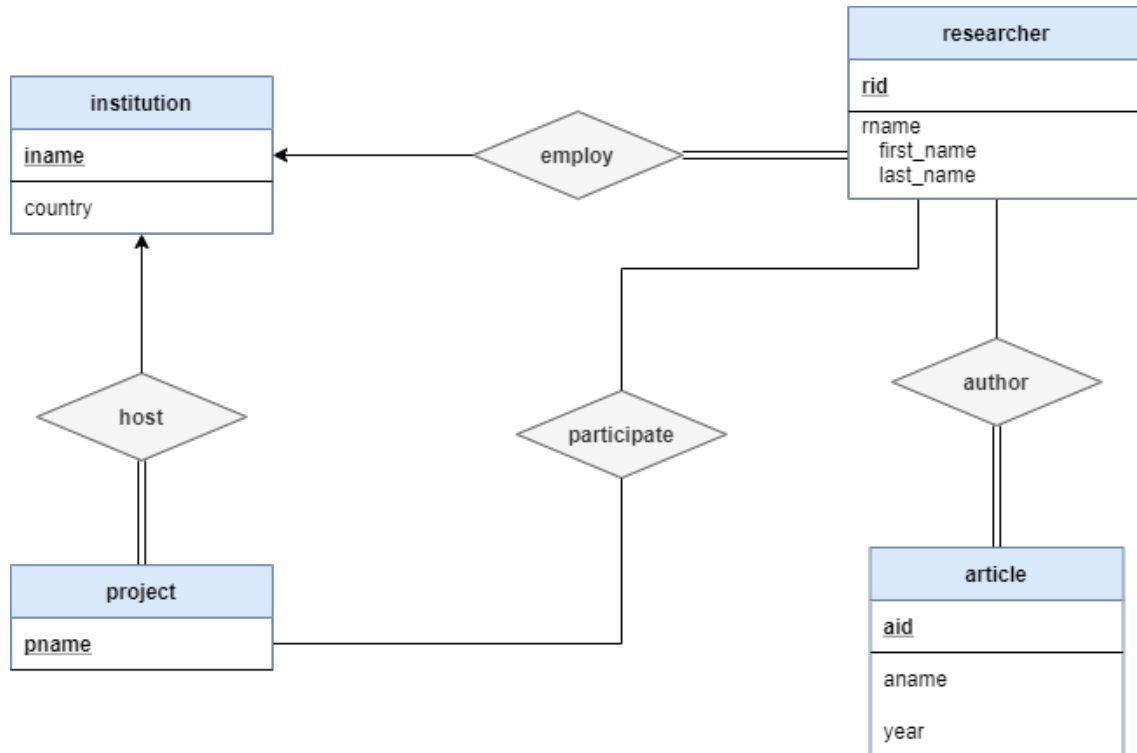 researcher
rid
rname
first_name
last_name
institution
iname
country
employ
host
participate
author
project
pname
article
aid
aname
year